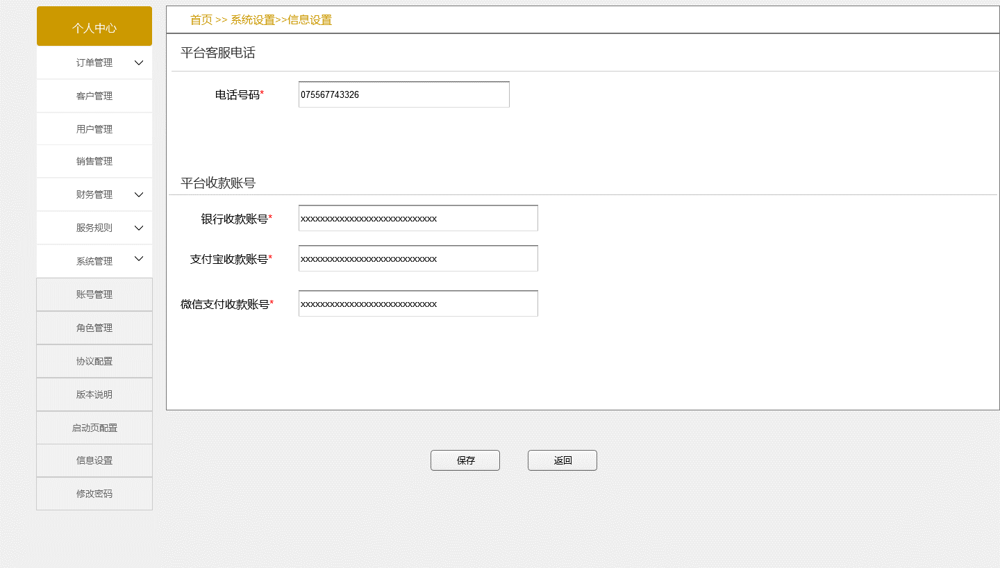 个人中心
订单管理
客户管理
用户管理
销售管理
财务管理
服务规则
系统管理
账号管理
角色管理
协议配置
版本说明
启动页配置
信息设置
修改密码
首页 >> 系统设置>>信息设置
平台客服电话
电话号码* 075567743326
平台收款账号
银行收款账号* xxxxxxxxxxxxxxxxxxxxxxxxxxxx
支付宝收款账号* xxxxxxxxxxxxxxxxxxxxxxxxxxxx
微信支付收款账号* xxxxxxxxxxxxxxxxxxxxxxxxxxxx
保存 返回